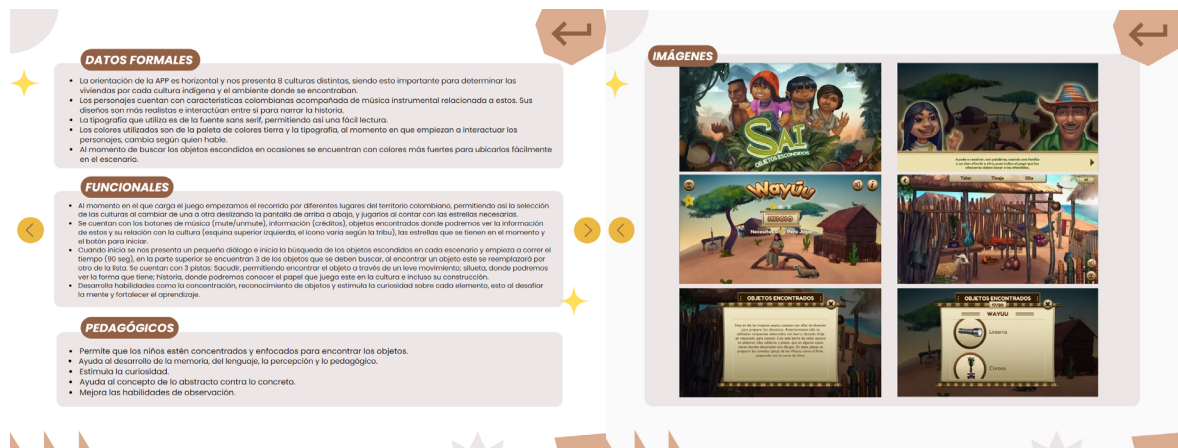 DATOS FORMALES
• La orientación de la APP es horizontal y nos presenta 8 culturas distintas, siendo esto importante para determinar las
viviendas por cada cultura indígena y el ambiente donde se encontraban.
• Los personajes cuentan con características colombianas acompañada de música instrumental relacionada a estos. Sus
diseños son más realistas e interactúan entre sí para narrar la historia.
• La tipografía que utiliza es de la fuente sans serif, permitiendo así una fácil lectura.
• Los colores utilizados son de la paleta de colores tierra y la tipografía, al momento en que empiezan a interactuar los
personajes, cambia según quien hable.
• Al momento de buscar los objetos escondidos en ocasiones se encuentran con colores más fuertes para ubicarlos fácilmente
en el escenario.
FUNCIONALES
• Al momento en el que carga el juego empezamos el recorrido por diferentes lugares del territorio colombiano, permitiendo así la selección
de las culturas al cambiar de una a otra deslizando la pantalla de arriba a abajo, y jugarlos al contar con las estrellas necesarias.
• Se cuentan con los botones de música (mute/unmute), información (créditos), objetos encontrados donde podremos ver la información
de estos y su relación con la cultura (esquina superior izquierda, el ícono varía según la tribu), las estrellas que se tienen en el momento y
el botón para iniciar.
• Cuando inicia se nos presenta un pequeño diálogo e inicia la búsqueda de los objetos escondidos en cada escenario y empieza a correr el
tiempo (90 seg), en la parte superior se encuentran 3 de los objetos que se deben buscar, al encontrar un objeto este se reemplazará por
otro de la lista. Se cuentan con 3 pistas: Sacudir, permitiendo encontrar el objeto a través de un leve movimiento; silueta, donde podremos
ver la forma que tiene; historia, donde podremos conocer el papel que juega este en la cultura e incluso su construcción.
• Desarrolla habilidades como la concentración, reconocimiento de objetos y estimula la curiosidad sobre cada elemento, esto al desafiar
la mente y fortalecer el aprendizaje.
PEDAGÓGICOS
• Permite que los niños estén concentrados y enfocados para encontrar los objetos.
• Ayuda al desarrollo de la memoria, del lenguaje, la percepción y lo pedagógico.
• Estimula la curiosidad.
• Ayuda al concepto de lo abstracto contra lo concreto.
• Mejora las habilidades de observación.
IMÁGENES
SAI
OBJETOS ESCONDIDOS
Wayúu
INICIO
Necesitas Para Jugar
Telar Tinaja Olla
OBJETOS ENCONTRADOS
OBJETOS ENCONTRADOS
WAYUU
Linterna
Correa